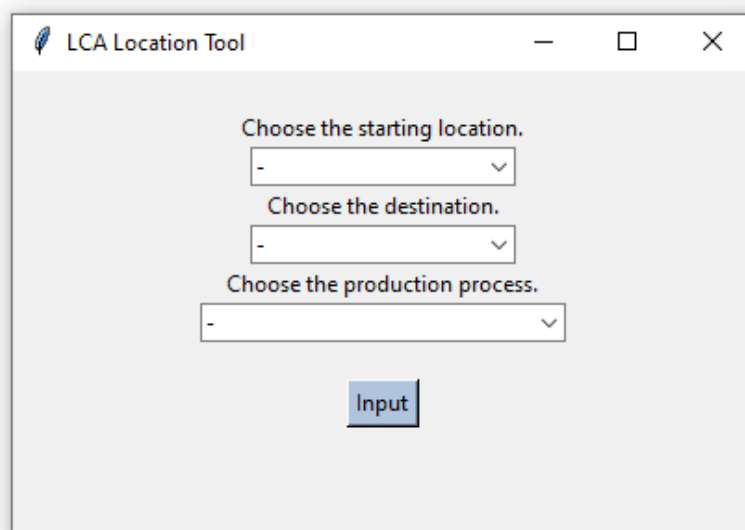 LCA Location Tool
Choose the starting location.
-
Choose the destination.
-
Choose the production process.
-
Input